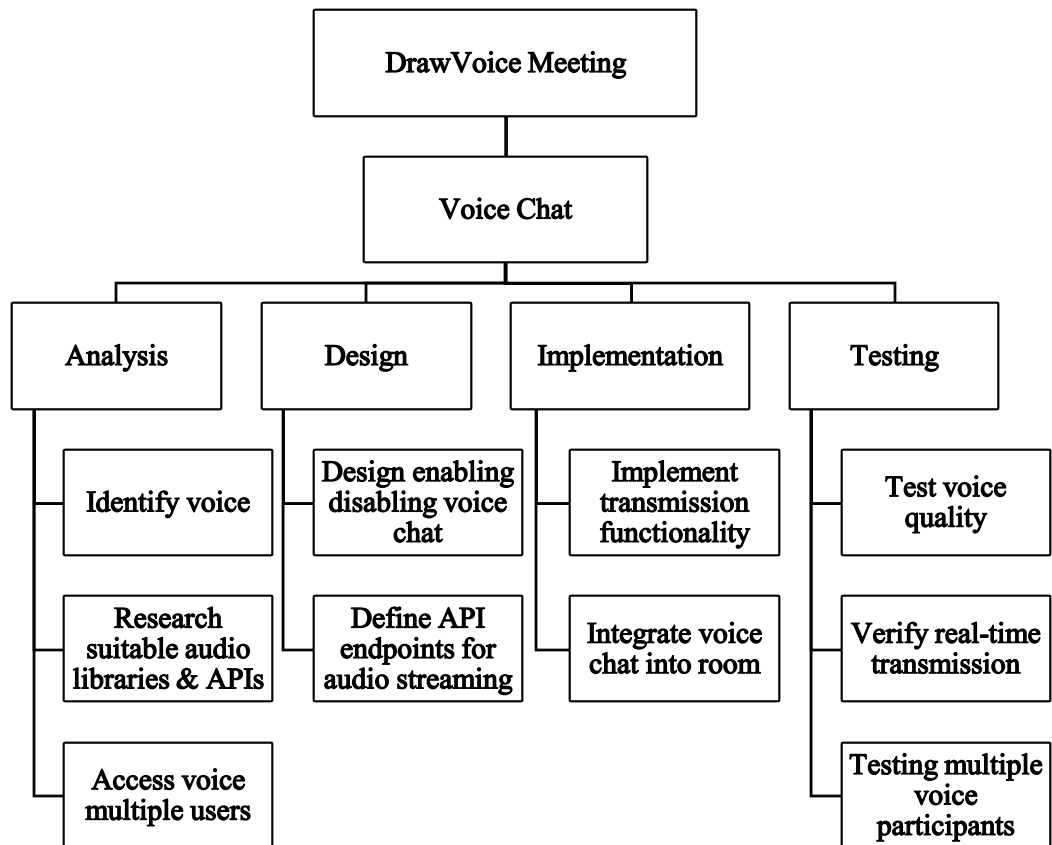 DrawVoice Meeting
Voice Chat
Analysis
Design
Implementation
Testing
Identify voice
Research
suitable audio
libraries & APIs
Access voice
multiple users
Design enabling
disabling voice
chat
Define API
endpoints for
audio streaming
Implement
transmission
functionality
Integrate voice
chat into room
Test voice
quality
Verify real-time
transmission
Testing multiple
voice
participants